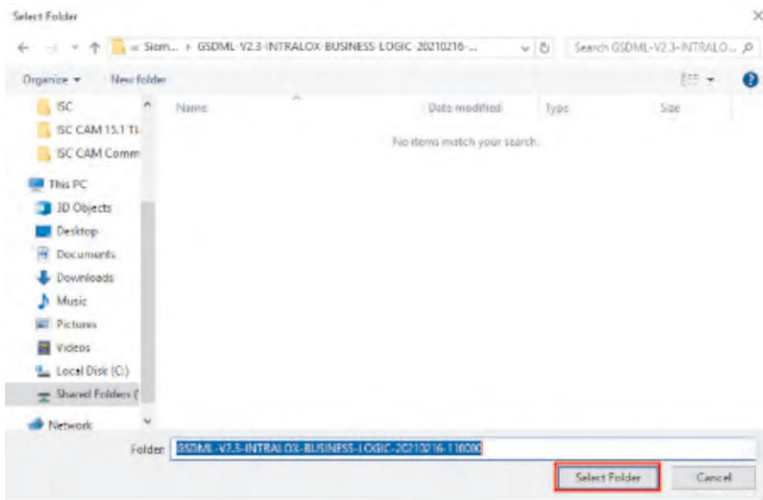 Select Folder
« Siem... > GSDML-V2.3-INTRALOX-BUSINESS-LOGIC-20210216-...
Search GSDML-V2.3-INTRALO...
Organize
New folder
Name
Date modified
Type
Size
ISC
ISC CAM 15.1 TI.
ISC CAM Comm
No items match your search.
This PC
3D Objects
Desktop
Documents
Downloads
Music
Pictures
Videos
Local Disk (C:)
Shared Folders (
Network
Folder: GSDML-V2.3-INTRALOX-BUSINESS-LOGIC-20210216-110000
Select Folder
Cancel